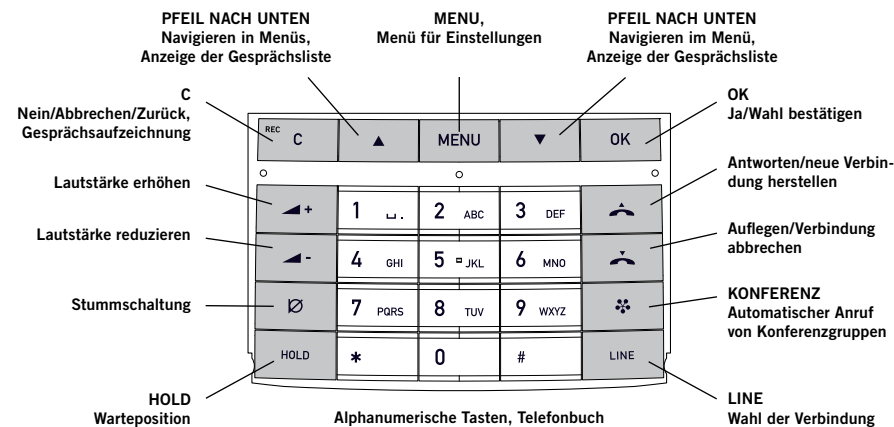 PFEIL NACH UNTEN
Navigieren in Menüs,
Anzeige der Gesprächsliste
MENU,
Menü für Einstellungen
PFEIL NACH UNTEN
Navigieren im Menü,
Anzeige der Gesprächsliste
C
Nein/Abbrechen/Zurück,
Gesprächsaufzeichnung
OK
Ja/Wahl bestätigen
REC C ▲ MENU ▼ OK
Lautstärke erhöhen
Antworten/neue Verbin-
dung herstellen
+ 1 ␣ . 2 ABC 3 DEF
Lautstärke reduzieren
Auflegen/Verbindung
abbrechen
- 4 GHI 5 JKL 6 MNO
Stummschaltung
KONFERENZ
Automatischer Anruf
von Konferenzgruppen
7 PQRS 8 TUV 9 WXYZ
HOLD * 0 # LINE
HOLD
Warteposition
Alphanumerische Tasten, Telefonbuch
LINE
Wahl der Verbindung